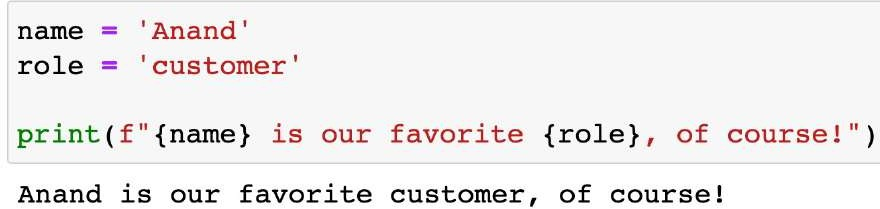 name = 'Anand'
role = 'customer'
print(f"{name} is our favorite {role}, of course!")
Anand is our favorite customer, of course!